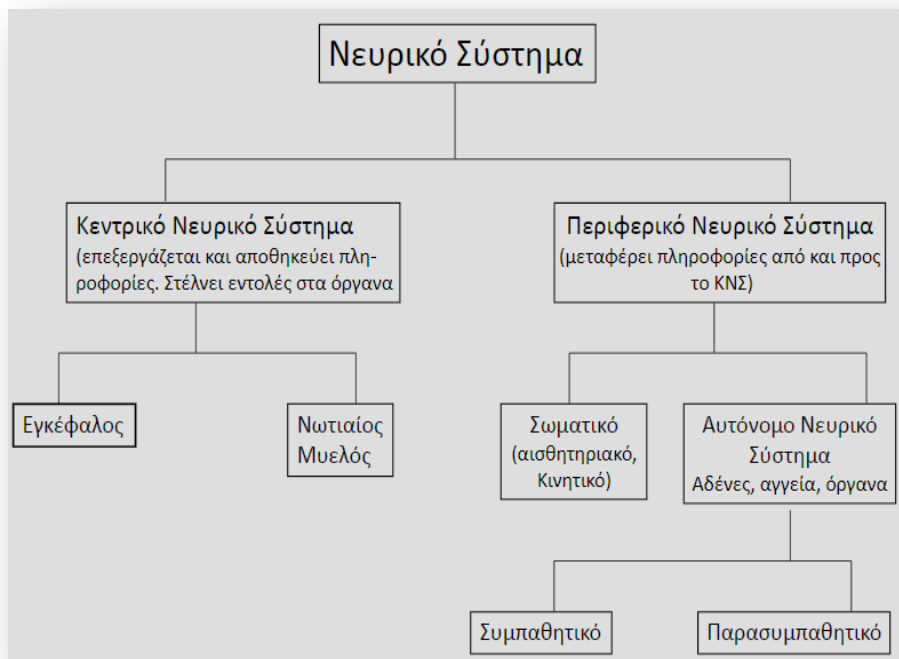 Νευρικό Σύστημα
Κεντρικό Νευρικό Σύστημα
(επεξεργάζεται και αποθηκεύει πλη-
ροφορίες. Στέλνει εντολές στα όργανα
Περιφερικό Νευρικό Σύστημα
(μεταφέρει πληροφορίες από και προς
το ΚΝΣ)
Εγκέφαλος
Νωτιαίος
Μυελός
Σωματικό
(αισθητηριακό,
Κινητικό)
Αυτόνομο Νευρικό
Σύστημα
Αδένες, αγγεία, όργανα
Συμπαθητικό
Παρασυμπαθητικό